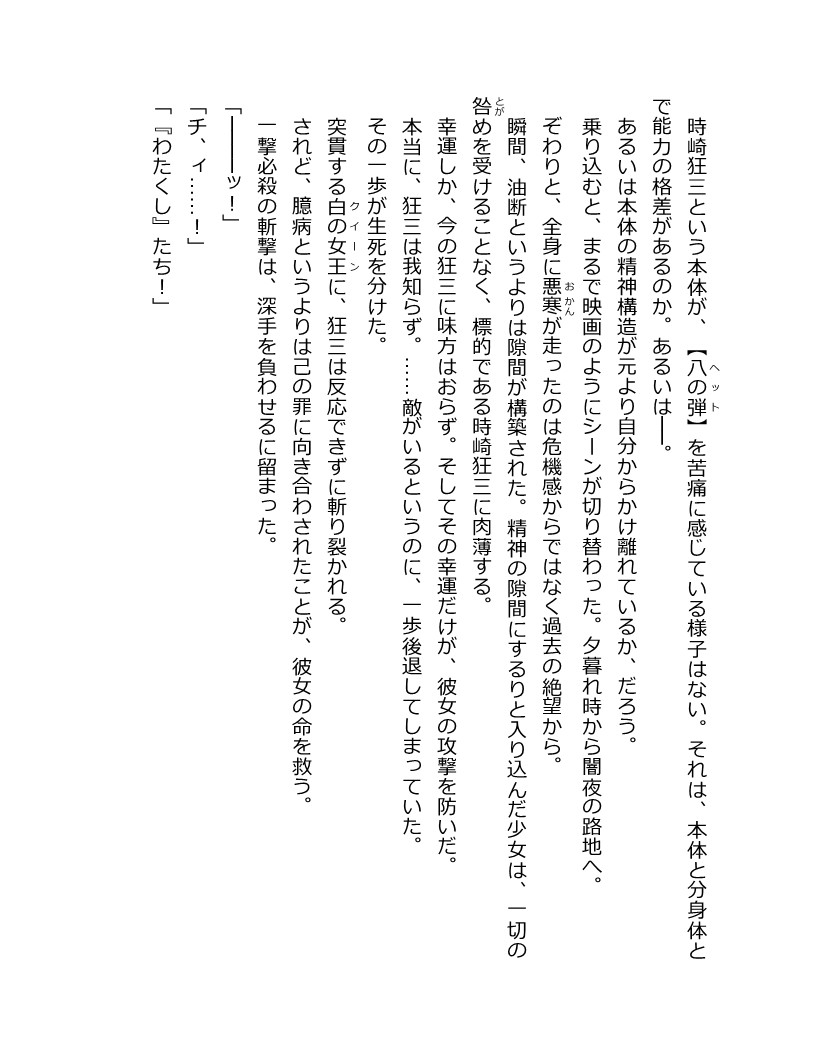 時崎狂三という本体が、【八の弾】を苦痛に感じている様子はない。それは、本体と分身体と
で能力の格差があるのか。あるいは――。
あるいは本体の精神構造が元より自分からかけ離れているか、だろう。
乗り込むと、まるで映画のようにシーンが切り替わった。夕暮れ時から闇夜の路地へ。
ぞわりと、全身に悪寒が走ったのは危機感からではなく過去の絶望から。
瞬間、油断というよりは隙間が構築された。精神の隙間にするりと入り込んだ少女は、一切の
咎めを受けることなく、標的である時崎狂三に肉薄する。
幸運しか、今の狂三に味方はおらず。そしてその幸運だけが、彼女の攻撃を防いだ。
本当に、狂三は我知らず。……敵がいるというのに、一歩後退してしまっていた。
その一歩が生死を分けた。
突貫する白の女王に、狂三は反応できずに斬り裂かれる。
されど、臆病というよりは己の罪に向き合わされたことが、彼女の命を救う。
一撃必殺の斬撃は、深手を負わせるに留まった。
「――――ッ！」
「チ、ィ……！」
「『わたくし』たち！」
ヘット
おかん
とが
クイーン